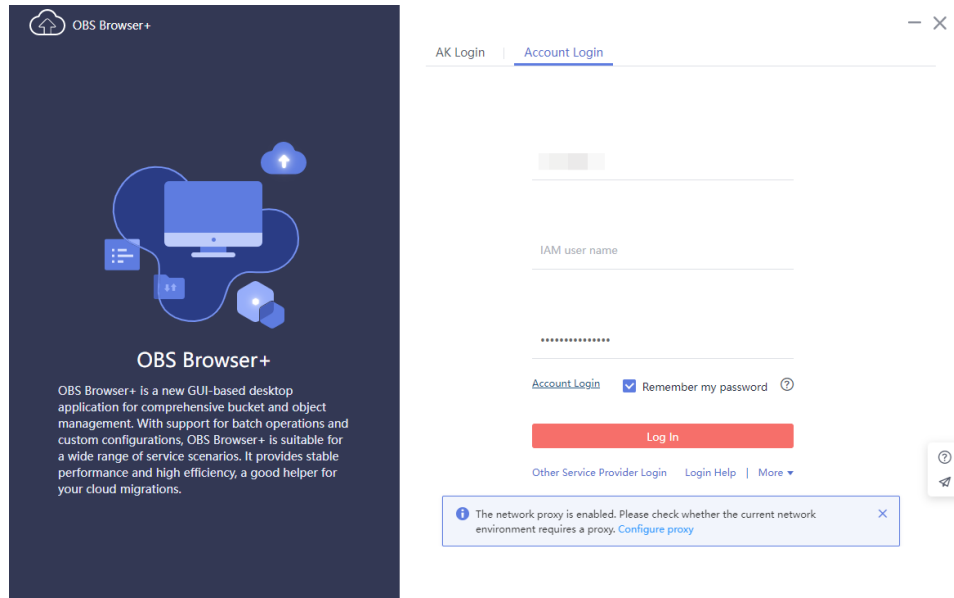 OBS Browser+
AK Login | Account Login
IAM user name
•••••••••••••••
Account Login Remember my password
Log In
Other Service Provider Login Login Help | More
The network proxy is enabled. Please check whether the current network
environment requires a proxy. Configure proxy
OBS Browser+
OBS Browser+ is a new GUI-based desktop
application for comprehensive bucket and object
management. With support for batch operations and
custom configurations, OBS Browser+ is suitable for
a wide range of service scenarios. It provides stable
performance and high efficiency, a good helper for
your cloud migrations.